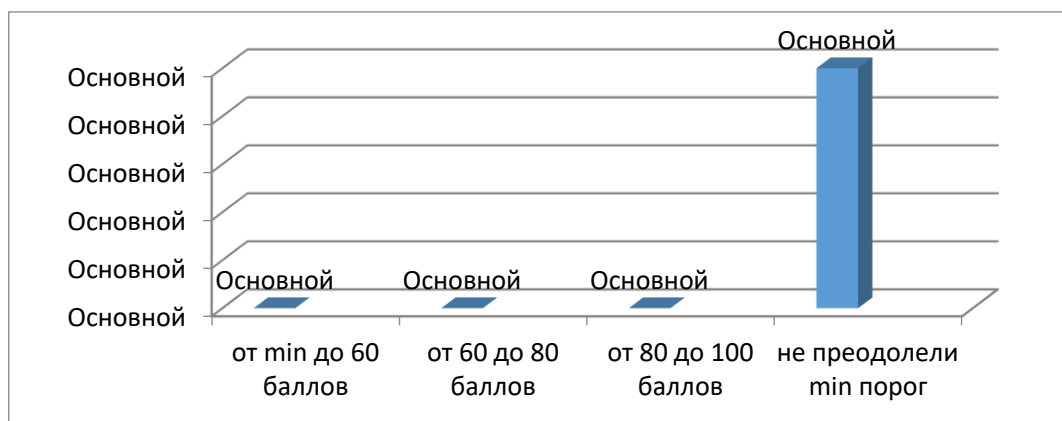 Основной
Основной
Основной
Основной
Основной
Основной
Основной
Основной
Основной
Основной
от min до 60
баллов
от 60 до 80
баллов
от 80 до 100
баллов
не преодолели
min порог